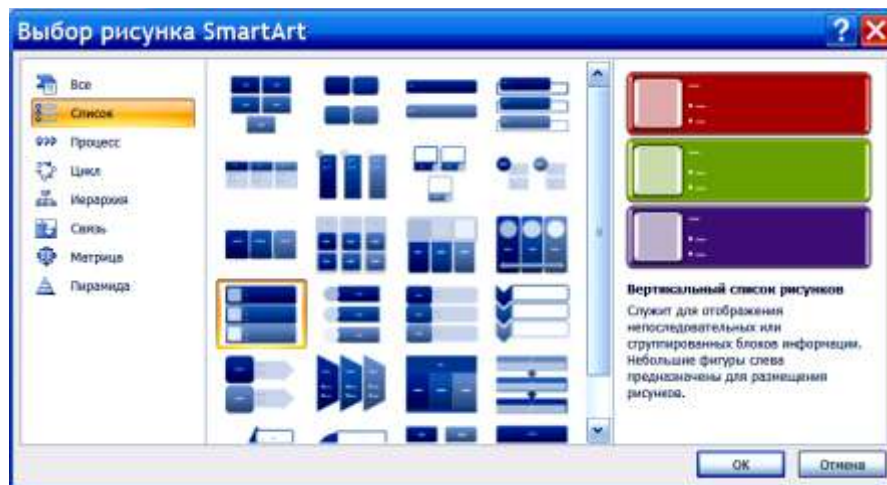 Выбор рисунка SmartArt
Все
Список
Процесс
Цикл
Иерархия
Связь
Матрица
Пирамида
Вертикальный список рисунков
Служит для отображения
непоследовательных или
сгруппированных блоков информации.
Небольшие фигуры слева
предназначены для размещения
рисунков.
ОК
Отмена